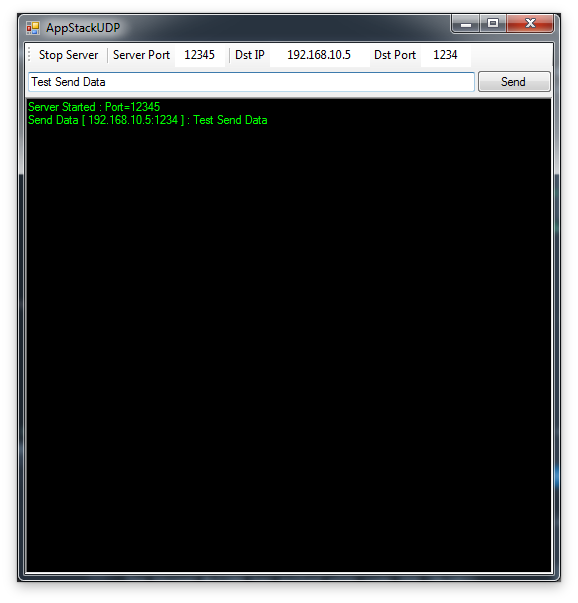 AppStackUDP
Stop Server Server Port 12345 Dst IP 192.168.10.5 Dst Port 1234
Test Send Data Send
Server Started : Port=12345
Send Data [ 192.168.10.5:1234 ] : Test Send Data